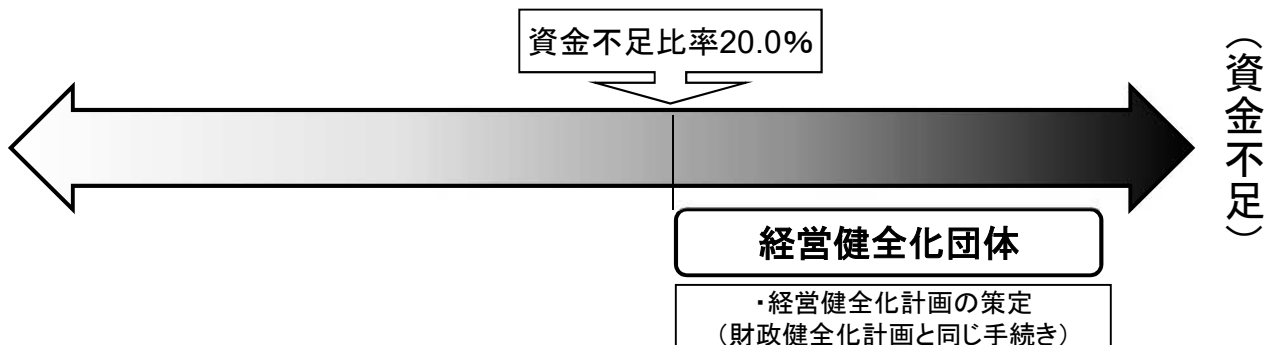 資金不足比率20.0%
（資金不足）
経営健全化団体
・経営健全化計画の策定
（財政健全化計画と同じ手続き）